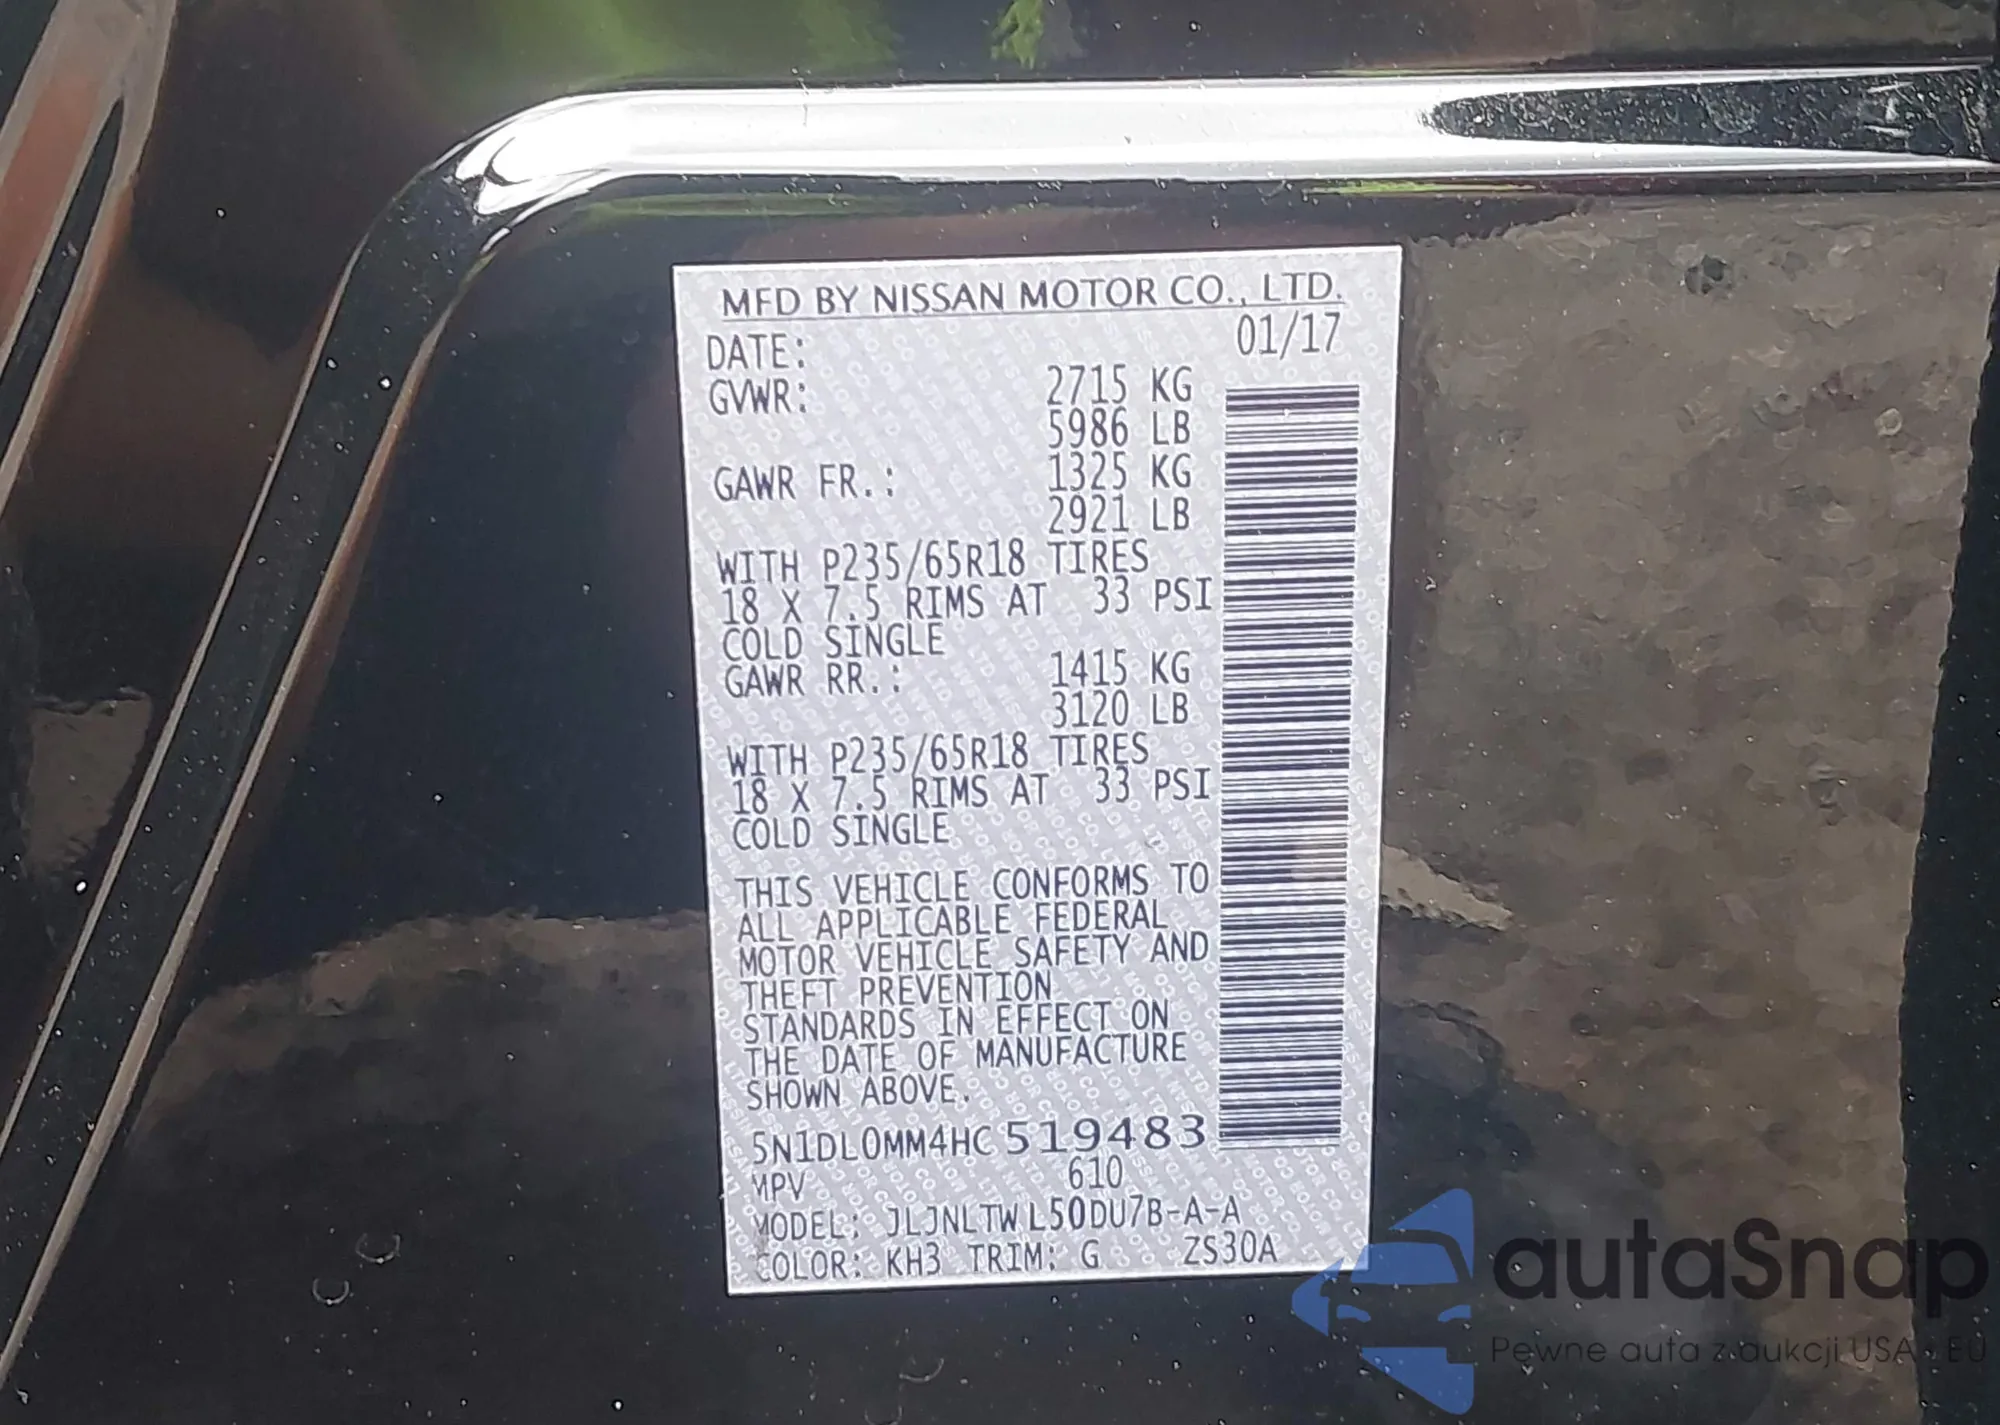 MFD BY NISSAN MOTOR CO., LTD.
DATE: 01/17
GVWR: 2715 KG
5986 LB
GAWR FR.: 1325 KG
2921 LB
WITH P235/65R18 TIRES
18 X 7.5 RIMS AT 33 PSI
COLD SINGLE
GAWR RR.: 1415 KG
3120 LB
WITH P235/65R18 TIRES
18 X 7.5 RIMS AT 33 PSI
COLD SINGLE
THIS VEHICLE CONFORMS TO
ALL APPLICABLE FEDERAL
MOTOR VEHICLE SAFETY AND
THEFT PREVENTION
STANDARDS IN EFFECT ON
THE DATE OF MANUFACTURE
SHOWN ABOVE.
5N1DL0MM4HC519483
MPV 610
MODEL: JLJNLTWL50DU7B-A-A
COLOR: KH3 TRIM: G ZS30A
autaSnap
Pewne auta z aukcji USA i EU